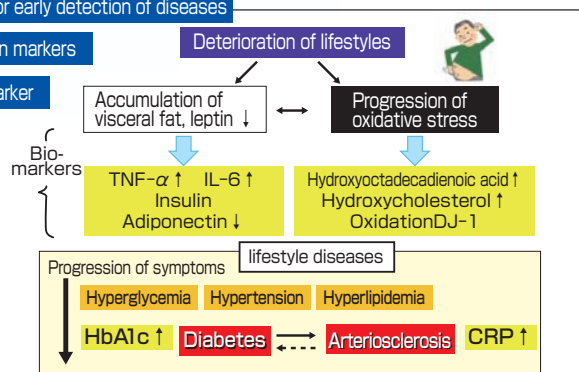 or early detection of diseases
n markers
arker
Deterioration of lifestyles
Accumulation of
visceral fat, leptin ↓
Progression of
oxidative stress
Bio-
markers
TNF-α↑ IL-6↑
Insulin
Adiponectin↓
Hydroxyoctadecadienoic acid↑
Hydroxycholesterol↑
OxidationDJ-1
lifestyle diseases
Progression of symptoms
Hyperglycemia Hypertension Hyperlipidemia
HbA1c↑ Diabetes Arteriosclerosis CRP↑